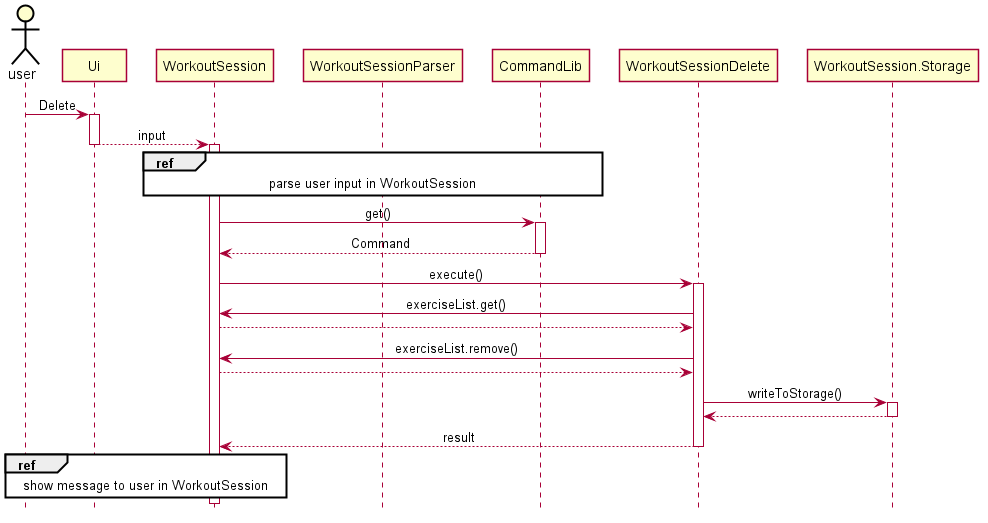 user
Ui
WorkoutSession
WorkoutSessionParser
CommandLib
WorkoutSessionDelete
WorkoutSession.Storage
Delete
input
ref
parse user input in WorkoutSession
get()
Command
execute()
exerciseList.get()
exerciseList.remove()
writeToStorage()
result
ref
show message to user in WorkoutSession